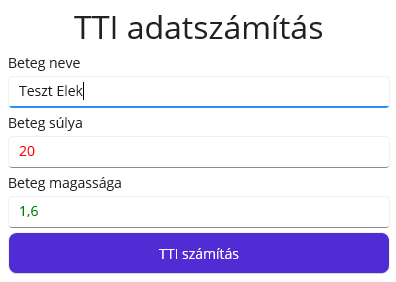 TTI adatszámítás
Beteg neve
Teszt Elek
Beteg súlya
20
Beteg magassága
1,6
TTI számítás